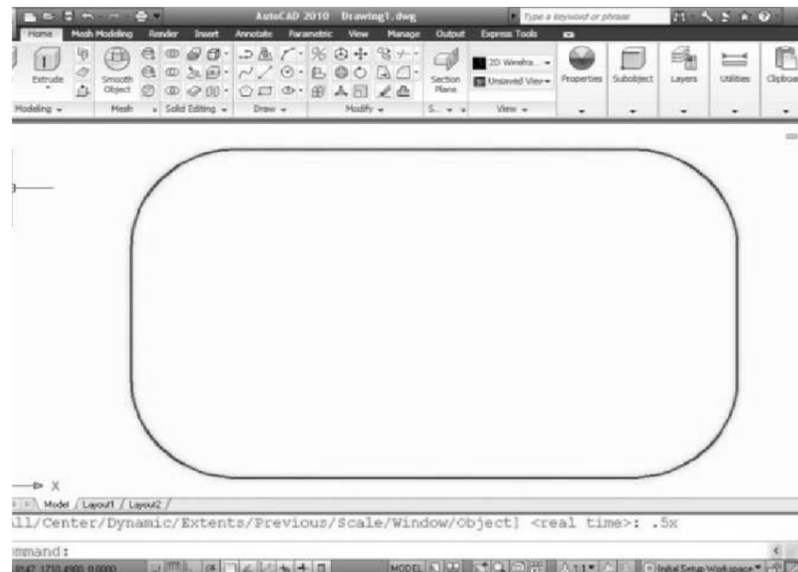 AutoCAD 2010 Drawing1.dwg Type a keyword or phrase
Home Mesh Modeling Render Insert Annotate Parametric View Manage Output Express Tools
Extrude Smooth Object Section Plane 2D Wirefra... Properties Subobject Layers Utilities Clipboa
Unsaved View
Modeling Mesh Solid Editing Draw Modify S... View
X
Model / Layout1 / Layout2 /
ll/Center/Dynamic/Extents/Previous/Scale/Window/Object] <real time>: .5x
mmand:
MODEL 1:1 Initial Setup Workspace